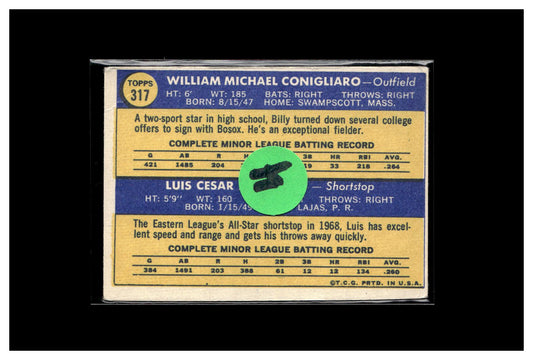 TOPPS
317
WILLIAM MICHAEL CONIGLIARO—Outfield
HT: 6' WT: 185 BATS: RIGHT THROWS: RIGHT
BORN: 8/15/47 HOME: SWAMPSCOTT, MASS.
A two-sport star in high school, Billy turned down several college
offers to sign with Bosox. He's an exceptional fielder.
COMPLETE MINOR LEAGUE BATTING RECORD
G AB R 3B HR RBI AVG.
421 1485 204 19 33 218 .264
LUIS CESAR — Shortstop
HT: 5'9" WT: 160 THROWS: RIGHT
BORN: 1/15/49 LAJAS, P. R.
The Eastern League's All-Star shortstop in 1968, Luis has excel-
lent speed and range and gets his throws away quickly.
COMPLETE MINOR LEAGUE BATTING RECORD
G AB R H 2B 3B HR RBI AVG.
384 1491 203 388 61 12 12 134 .260
©T.C.G. PRTD. IN U.S.A.